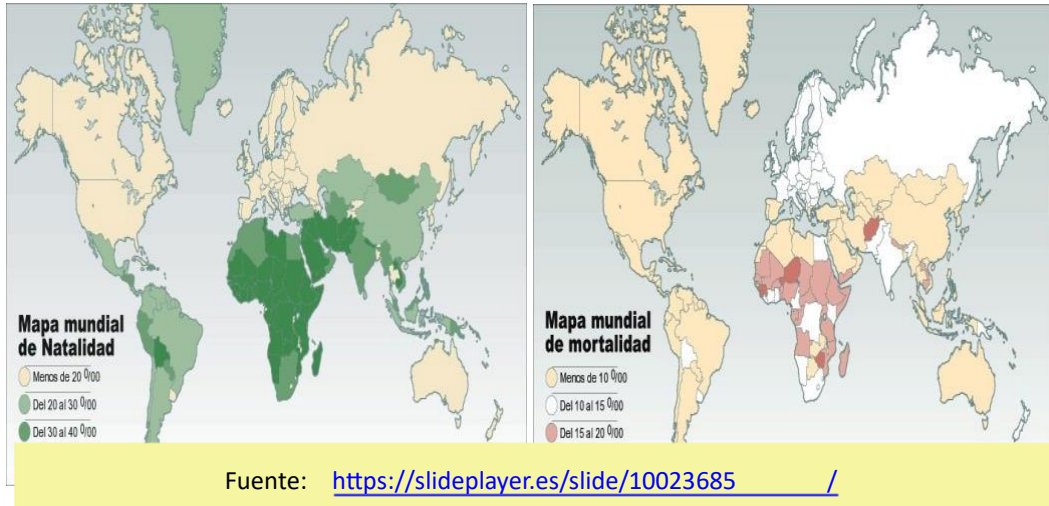 Mapa mundial
de Natalidad
Menos de 20 0/00
Del 20 al 30 0/00
Del 30 al 40 0/00
Mapa mundial
de mortalidad
Menos de 10 0/00
Del 10 al 15 0/00
Del 15 al 20 0/00
Fuente: https://slideplayer.es/slide/10023685 /